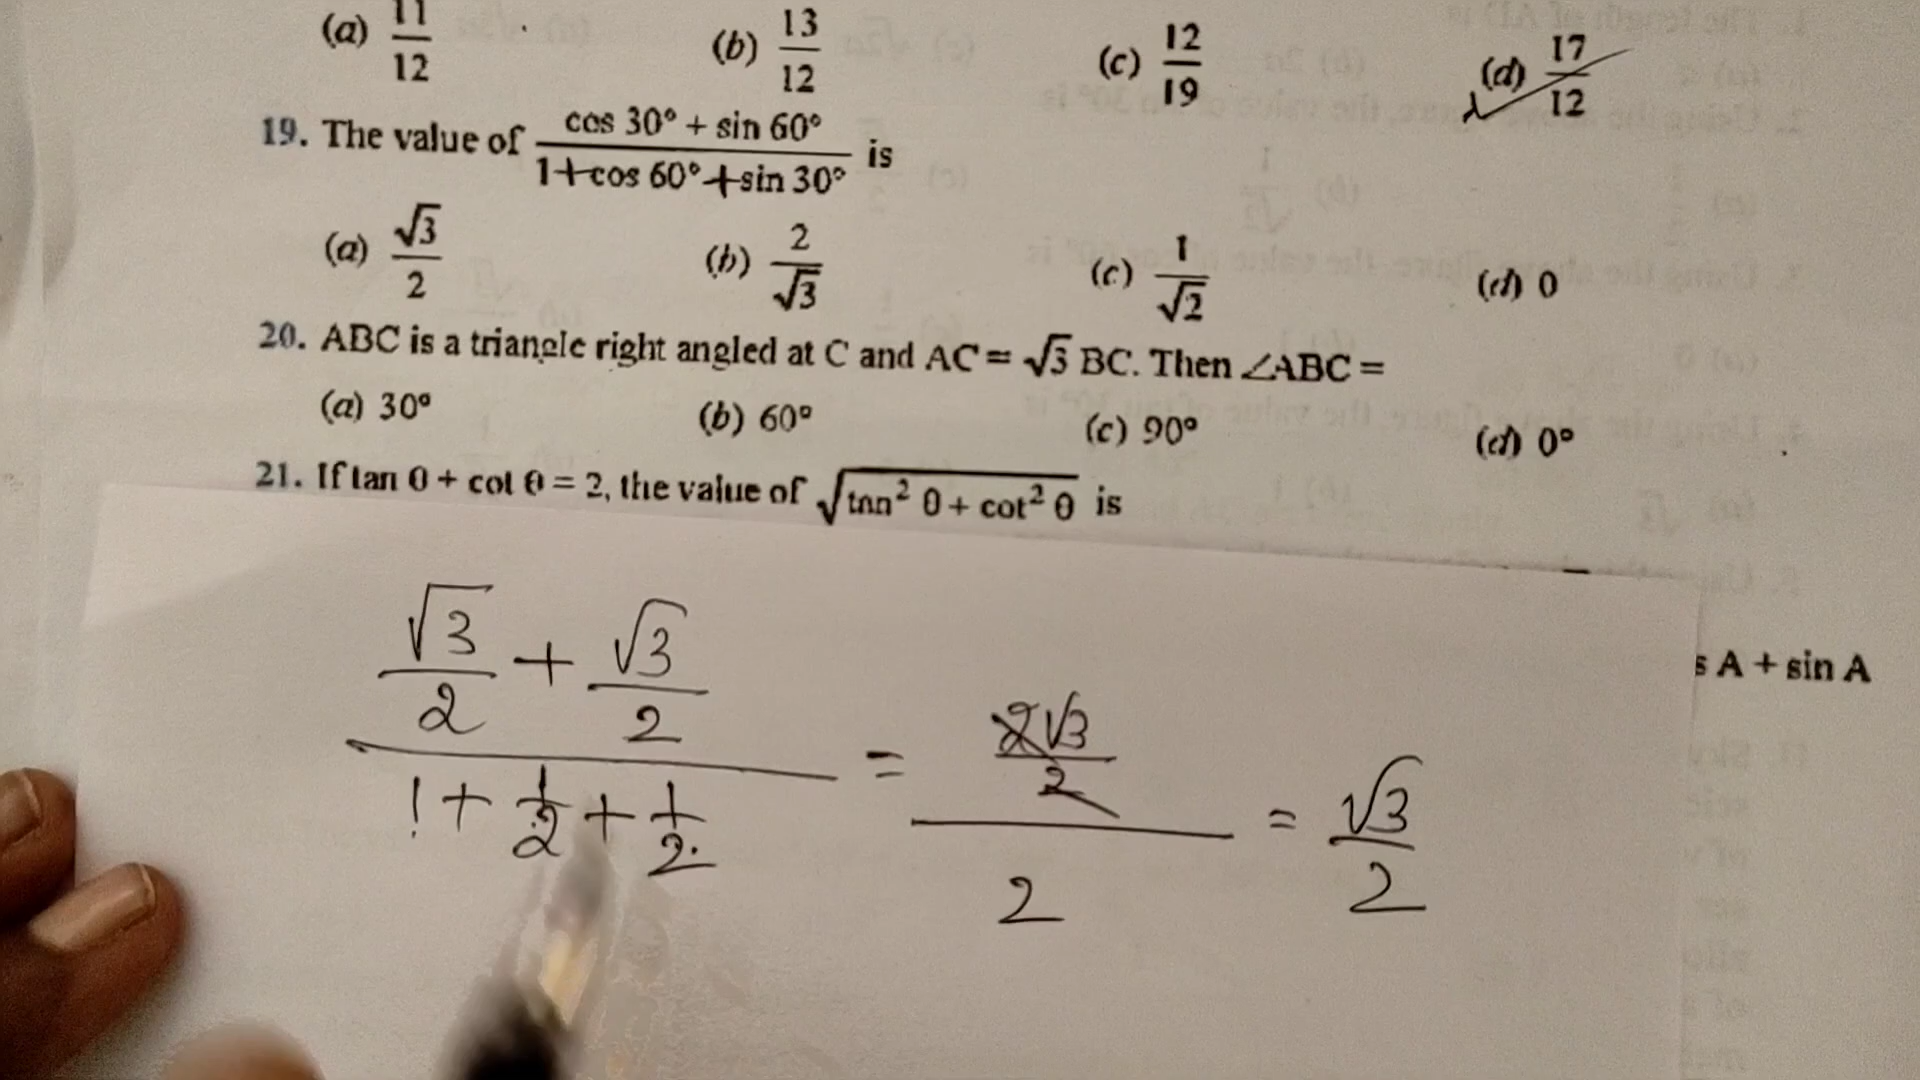 (a) 11/12 (b) 13/12 (c) 12/19 (d) 17/12
19. The value of (cos 30° + sin 60°)/(1+cos 60°+sin 30°) is
(a) √3/2 (b) 2/√3 (c) 1/√2 (d) 0
20. ABC is a triangle right angled at C and AC = √3 BC. Then ∠ABC =
(a) 30° (b) 60° (c) 90° (d) 0°
21. If tan θ + cot θ = 2, the value of √(tan² θ + cot² θ) is
s A + sin A
(√3/2 + √3/2)/(1 + 1/2 + 1/2) = (2√3/2)/2 = √3/2